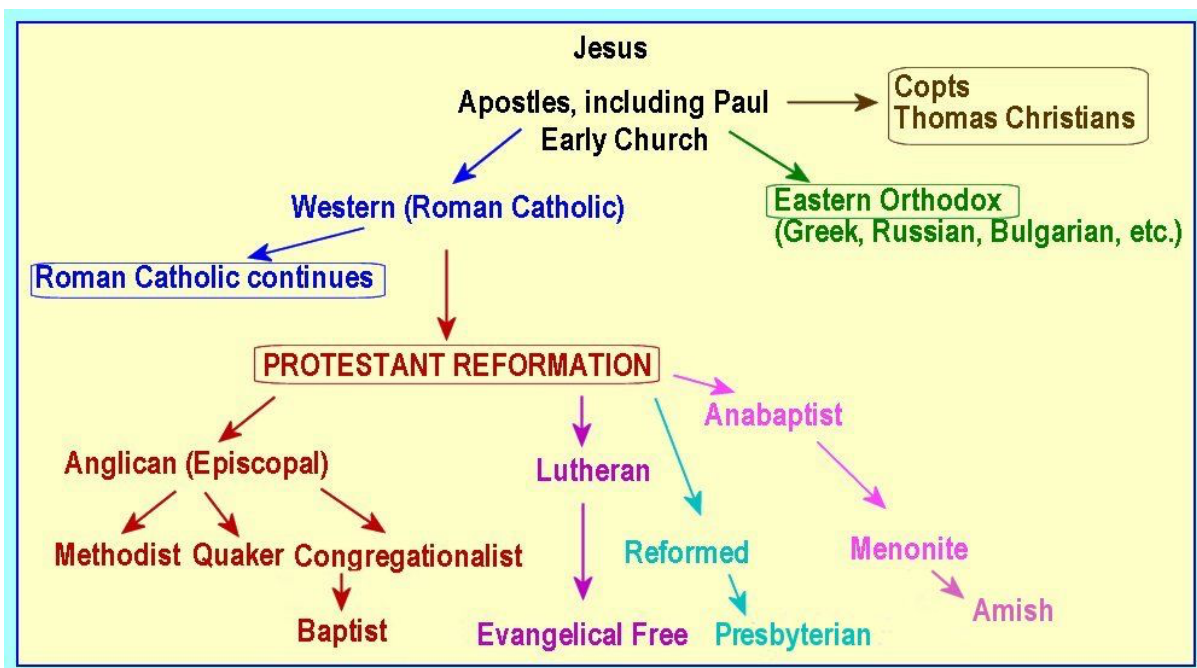 Jesus
Apostles, including Paul
Early Church
Copts
Thomas Christians
Western (Roman Catholic)
Eastern Orthodox
(Greek, Russian, Bulgarian, etc.)
Roman Catholic continues
PROTESTANT REFORMATION
Anabaptist
Anglican (Episcopal)
Lutheran
Methodist
Quaker
Congregationalist
Reformed
Menonite
Baptist
Evangelical Free
Presbyterian
Amish